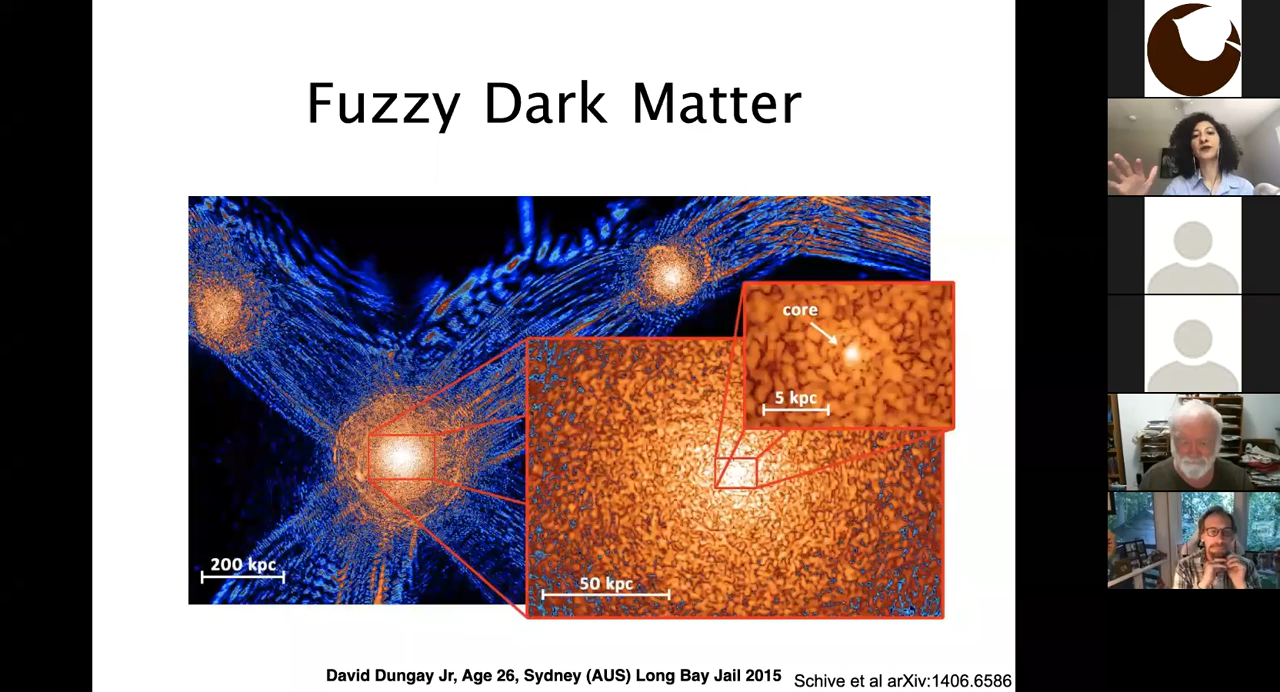 Fuzzy Dark Matter
core
5 kpc
200 kpc
50 kpc
David Dungay Jr, Age 26, Sydney (AUS) Long Bay Jail 2015
Schive et al arXiv:1406.6586